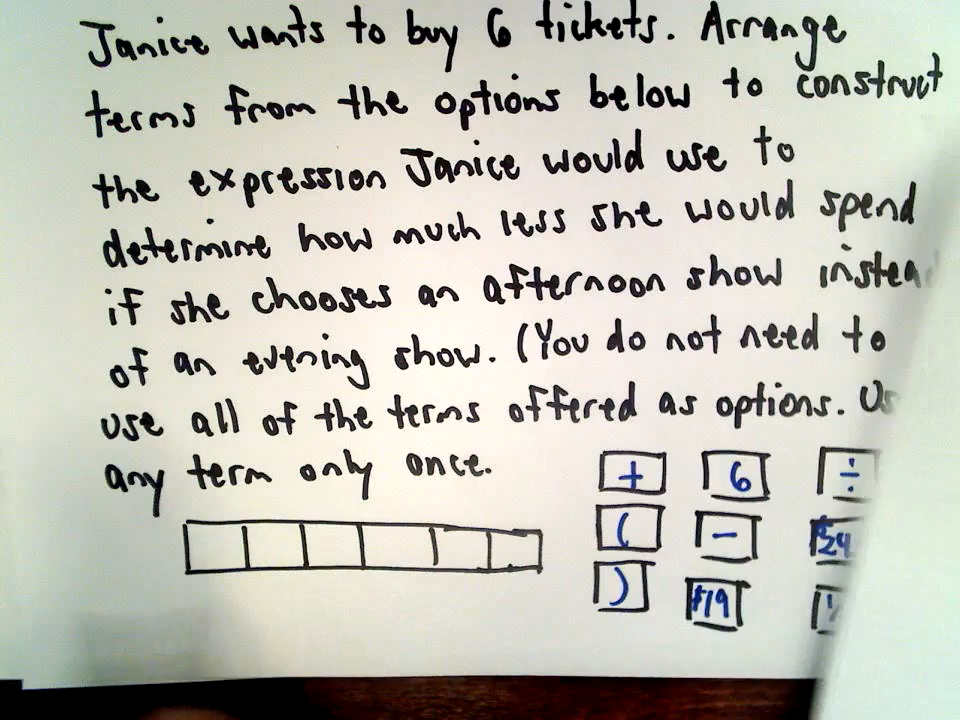 Janice wants to buy 6 tickets. Arrange
terms from the options below to construct
the expression Janice would use to
determine how much less she would spend
if she chooses an afternoon show
of an evening show. (You do not need to
use all of the terms offered as options.
any term only once.
+ 6 ÷
( - $24
) $19